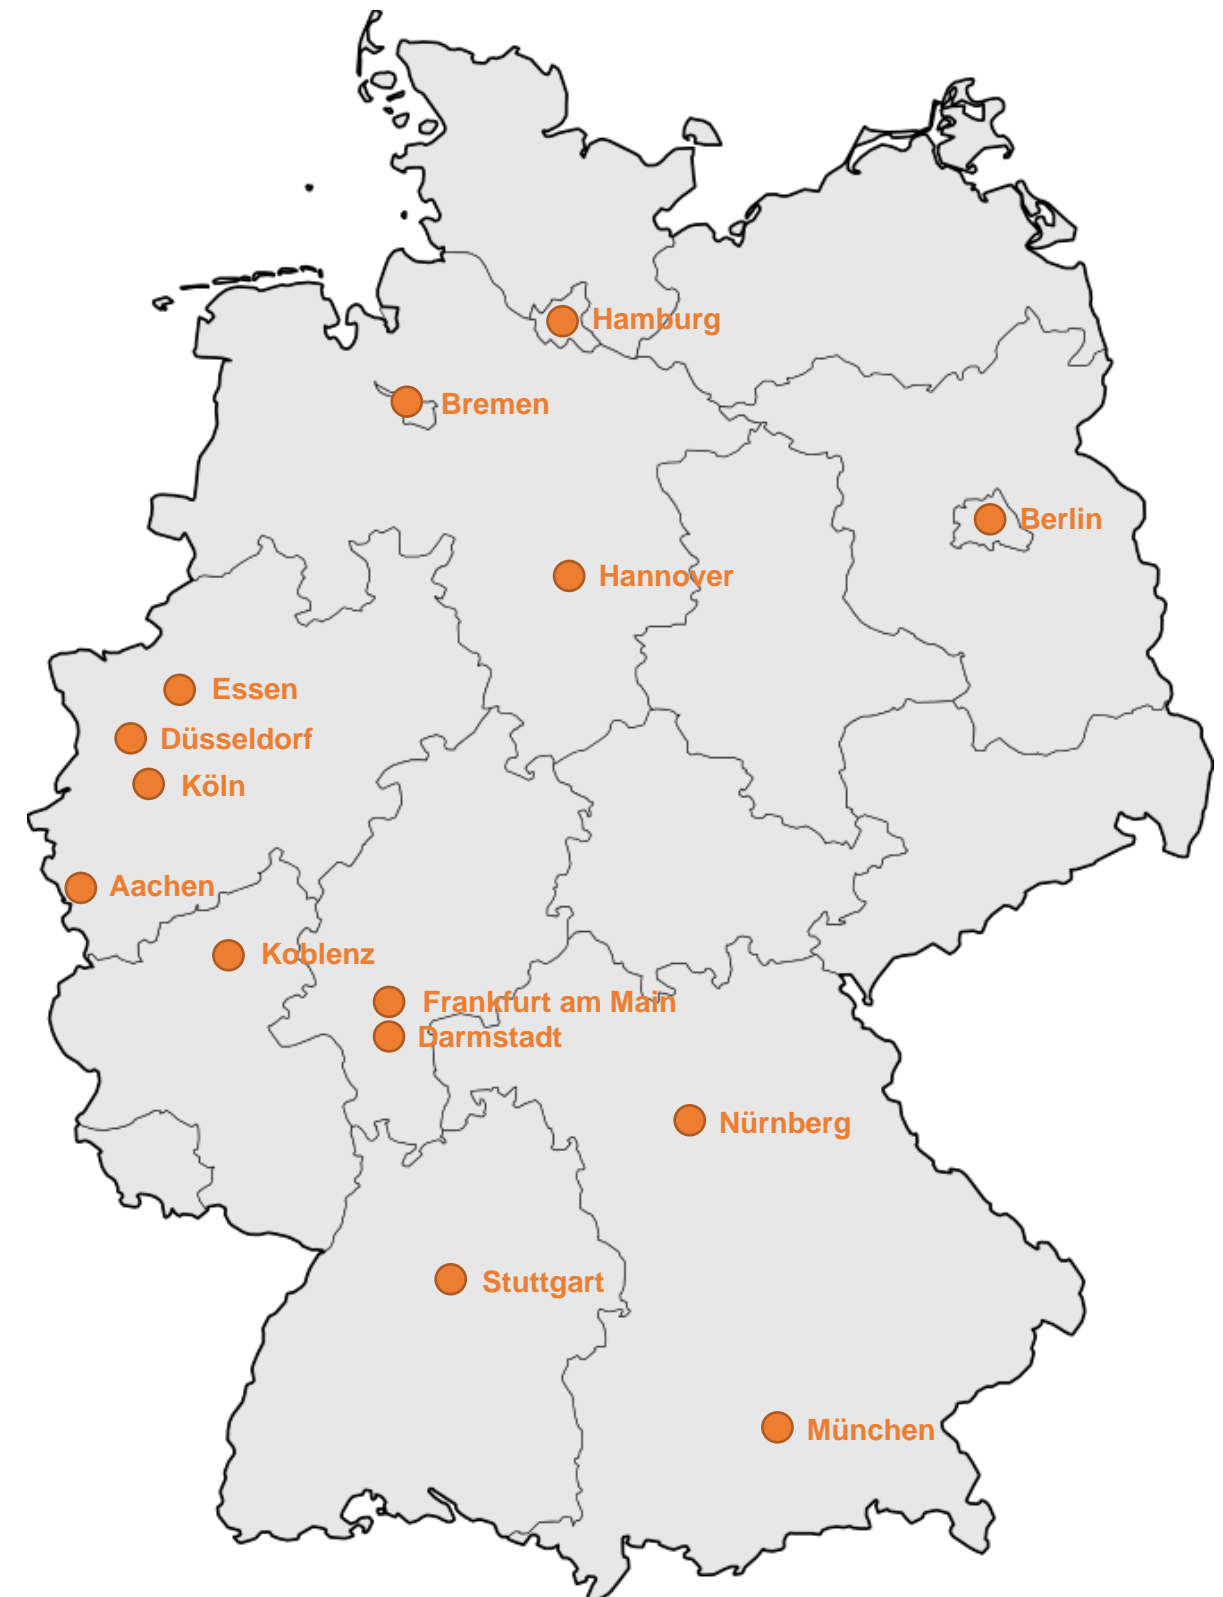 Hamburg
Bremen
Berlin
Hannover
Essen
Düsseldorf
Köln
Aachen
Koblenz
Frankfurt am Main
Darmstadt
Nürnberg
Stuttgart
München